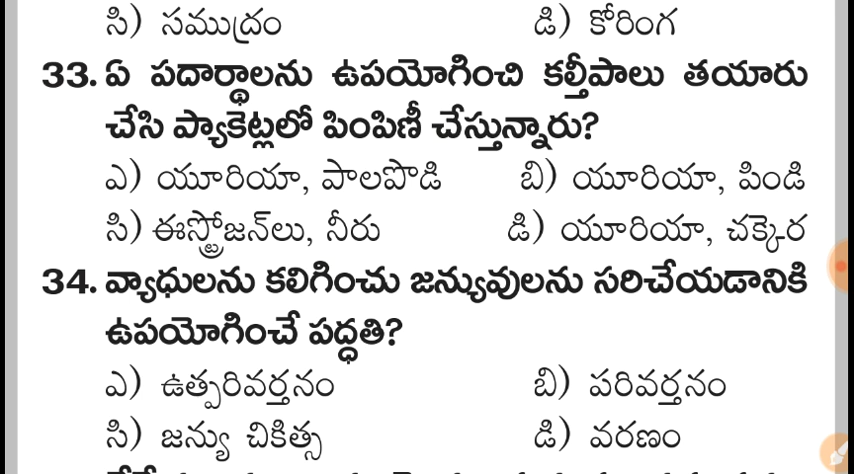 సి) సముద్రం డి) కోరింగ
33. ఏ పదార్థాలను ఉపయోగించి కల్తీపాలు తయారు
చేసి ప్యాకెట్లలో పింపిణీ చేస్తున్నారు?
ఎ) యూరియా, పాలపొడి బి) యూరియా, పిండి
సి) ఈస్ట్రోజన్‌లు, నీరు డి) యూరియా, చక్కెర
34. వ్యాధులను కలిగించు జన్యువులను సరిచేయడానికి
ఉపయోగించే పద్ధతి?
ఎ) ఉత్పరివర్తనం బి) పరివర్తనం
సి) జన్యు చికిత్స డి) వరణం